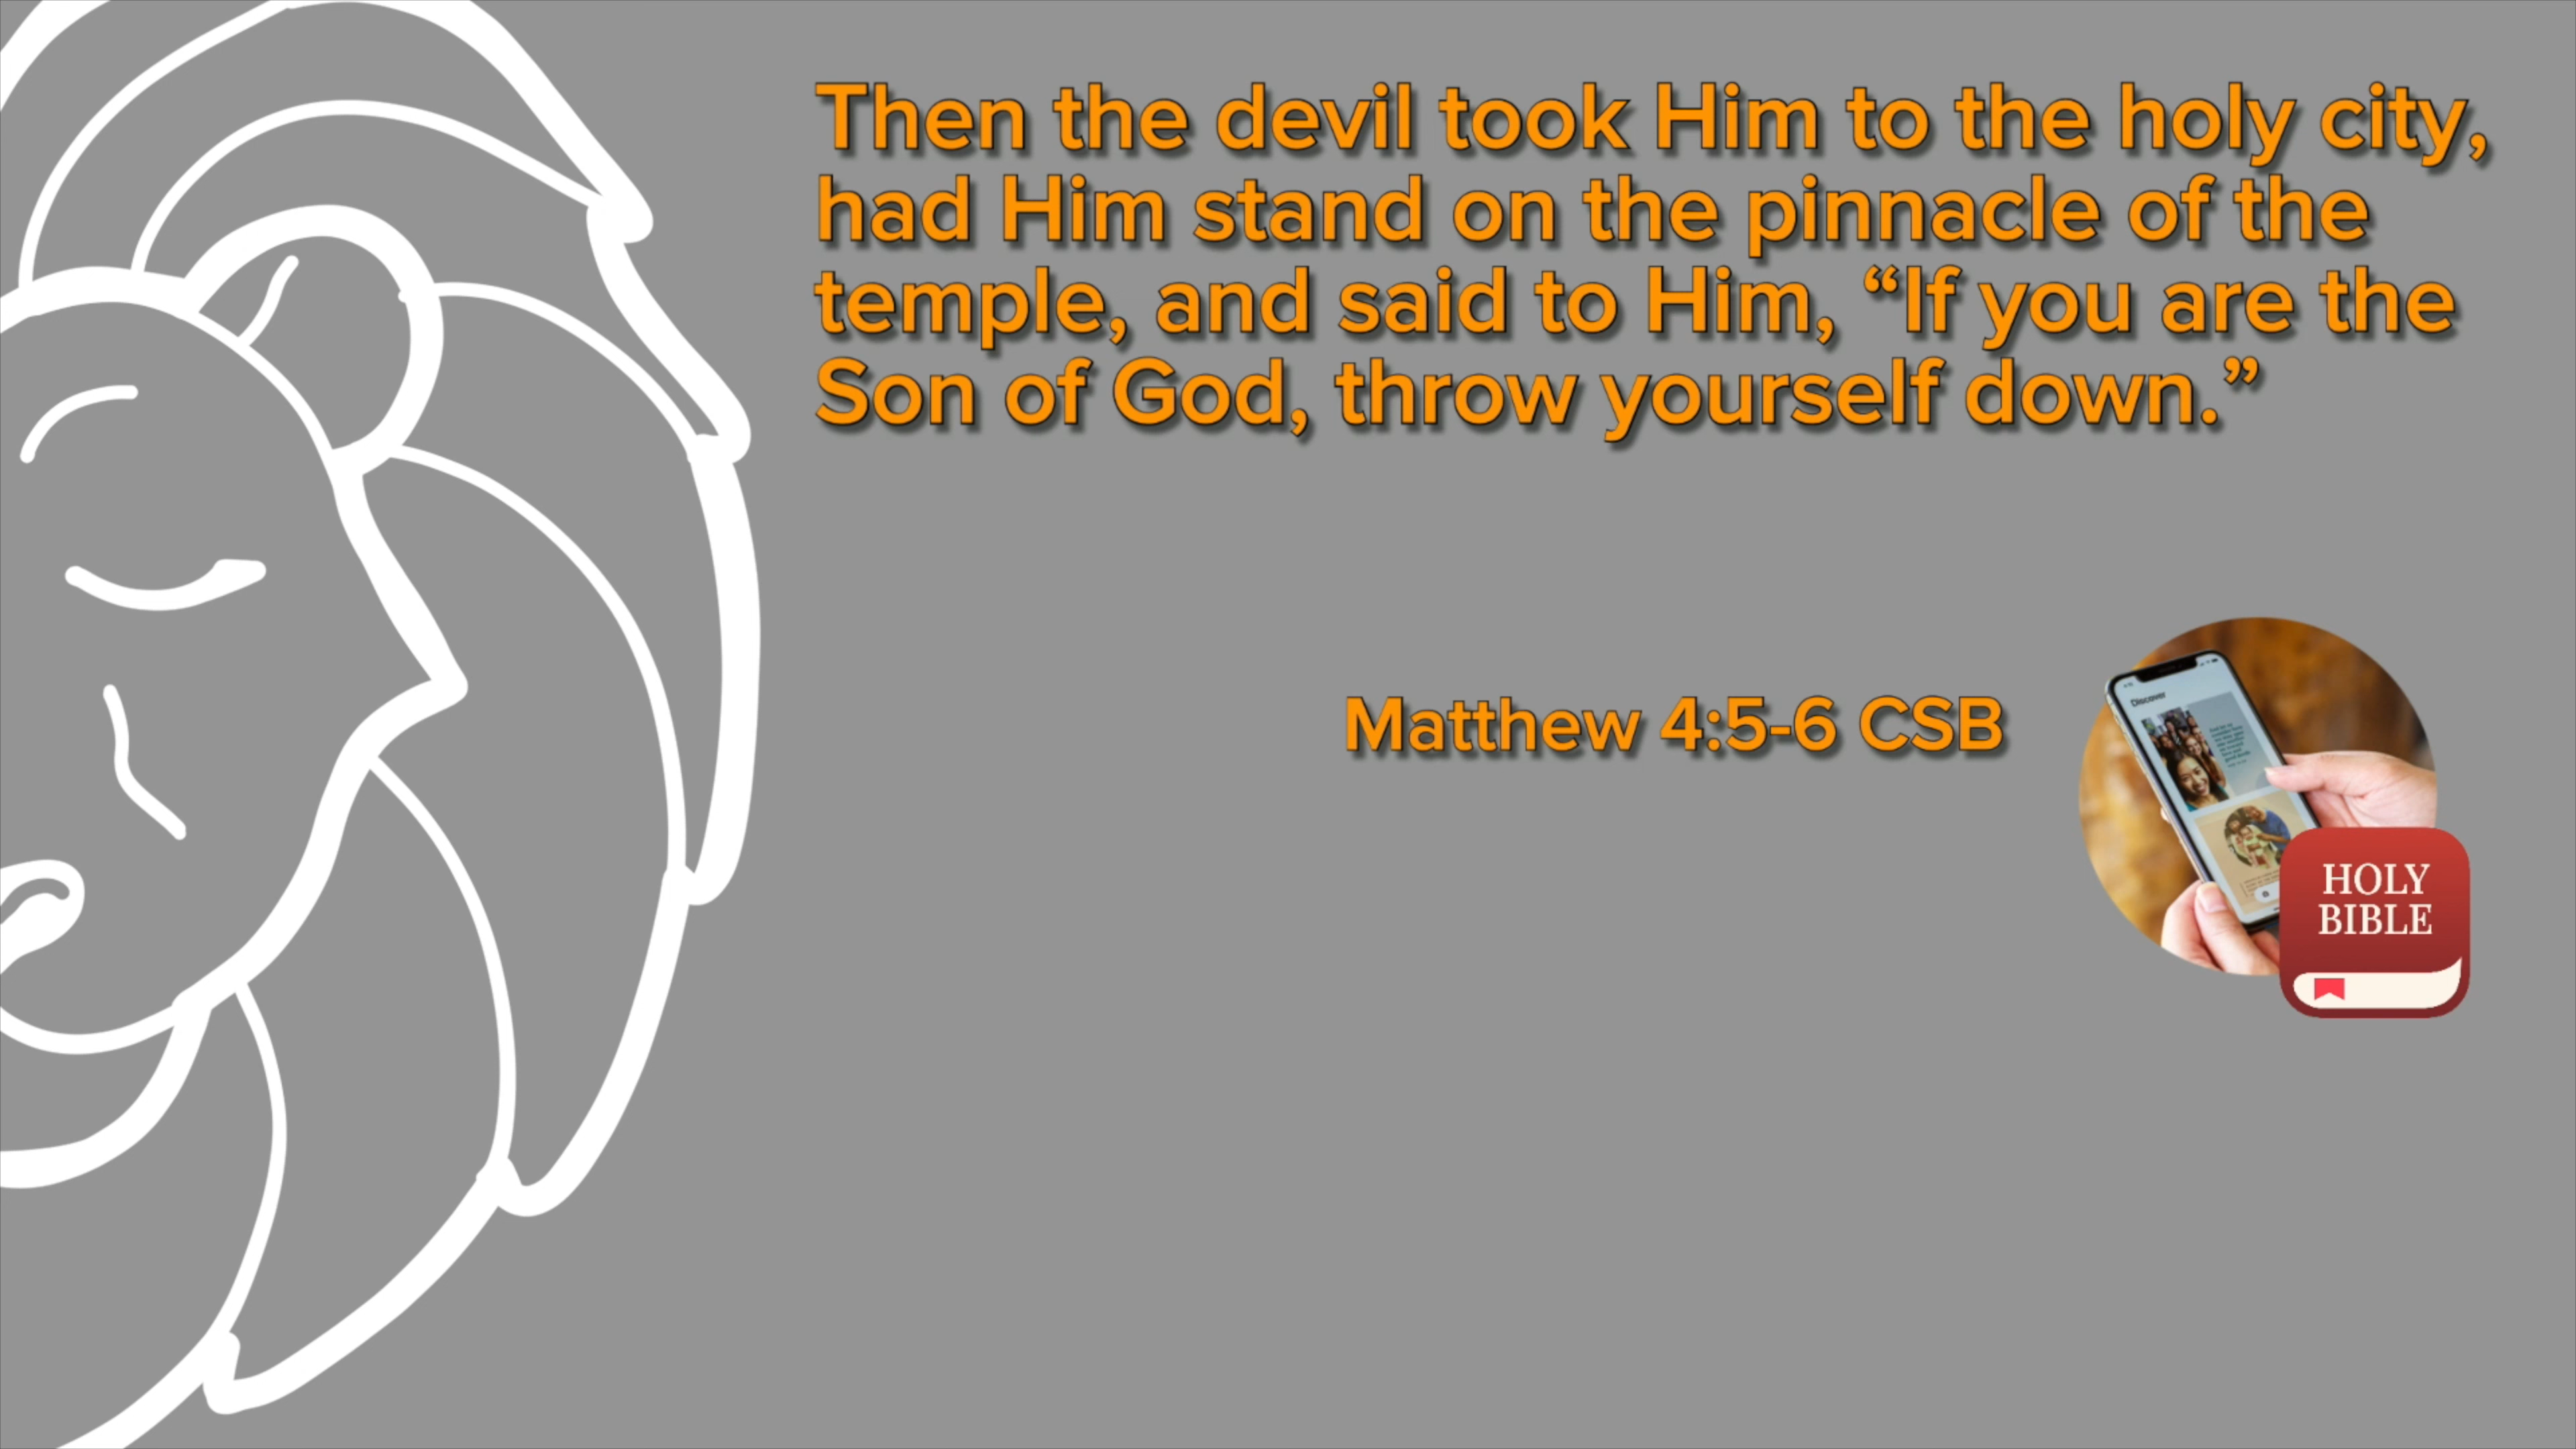 Then the devil took Him to the holy city,
had Him stand on the pinnacle of the
temple, and said to Him, “If you are the
Son of God, throw yourself down.”
Matthew 4:5-6 CSB
Discover
HOLY
BIBLE